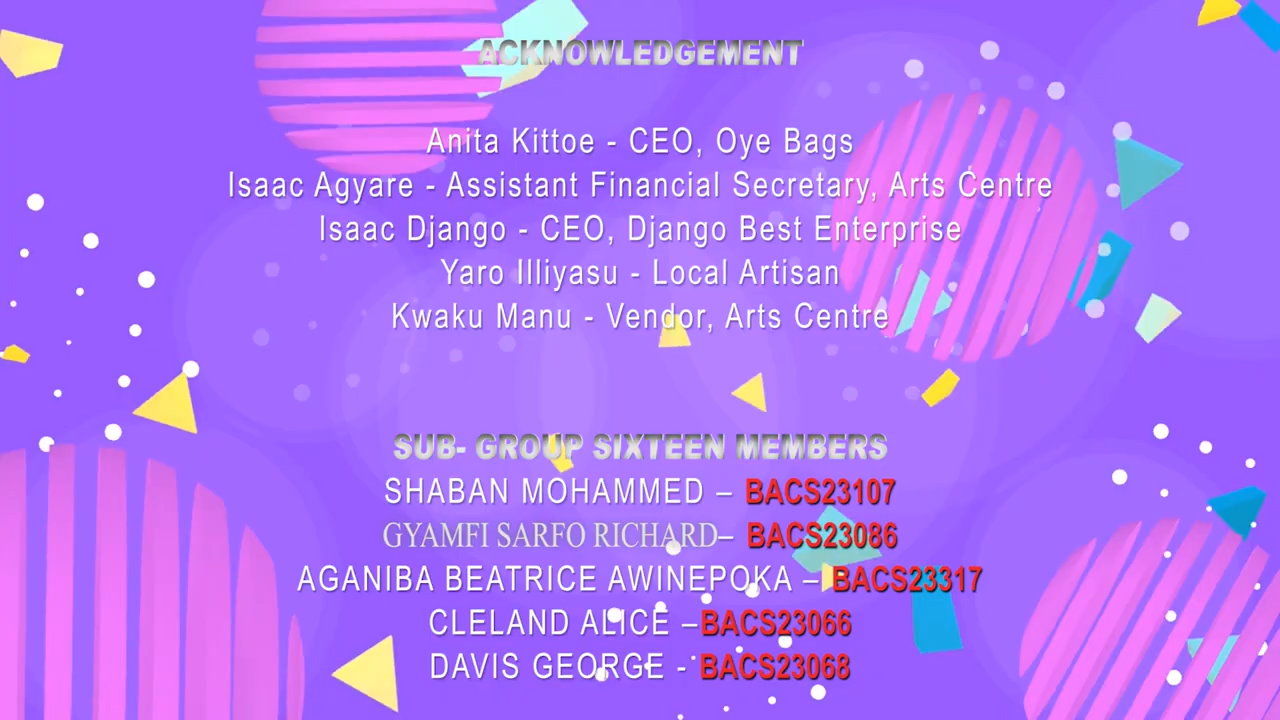 ACKNOWLEDGEMENT
Anita Kittoe - CEO, Oye Bags
Isaac Agyare - Assistant Financial Secretary, Arts Centre
Isaac Django - CEO, Django Best Enterprise
Yaro Illiyasu - Local Artisan
Kwaku Manu - Vendor, Arts Centre
SUB- GROUP SIXTEEN MEMBERS
SHABAN MOHAMMED – BACS23107
GYAMFI SARFO RICHARD– BACS23086
AGANIBA BEATRICE AWINEPOKA – BACS23317
CLELAND ALICE –BACS23066
DAVIS GEORGE - BACS23068